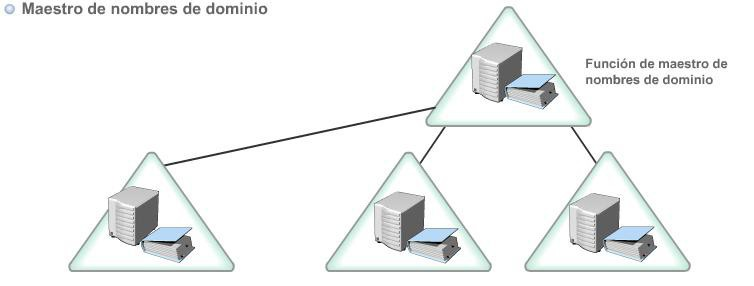 Maestro de nombres de dominio
Función de maestro de
nombres de dominio